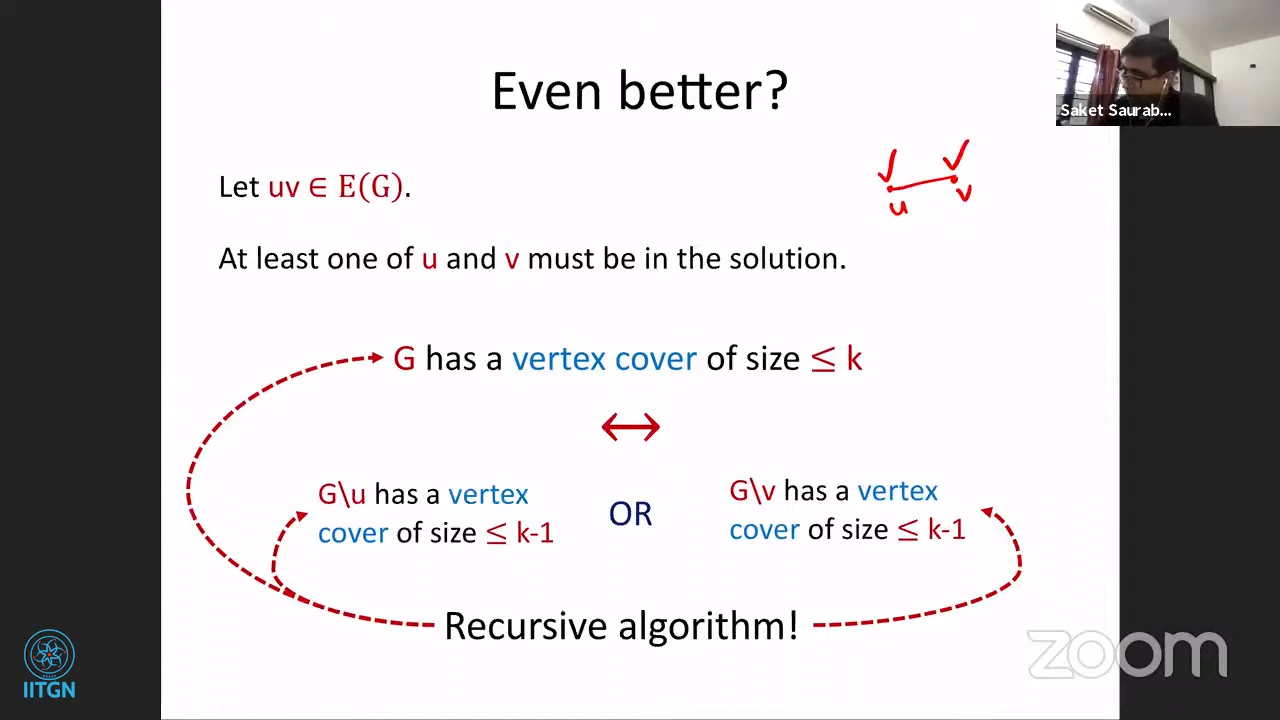 Even better?
Saket Saurab...
Let uv ∈ E(G).
u
v
At least one of u and v must be in the solution.
G has a vertex cover of size ≤ k
↔
G\u has a vertex
cover of size ≤ k-1
OR
G\v has a vertex
cover of size ≤ k-1
Recursive algorithm!
zoom
IITGN